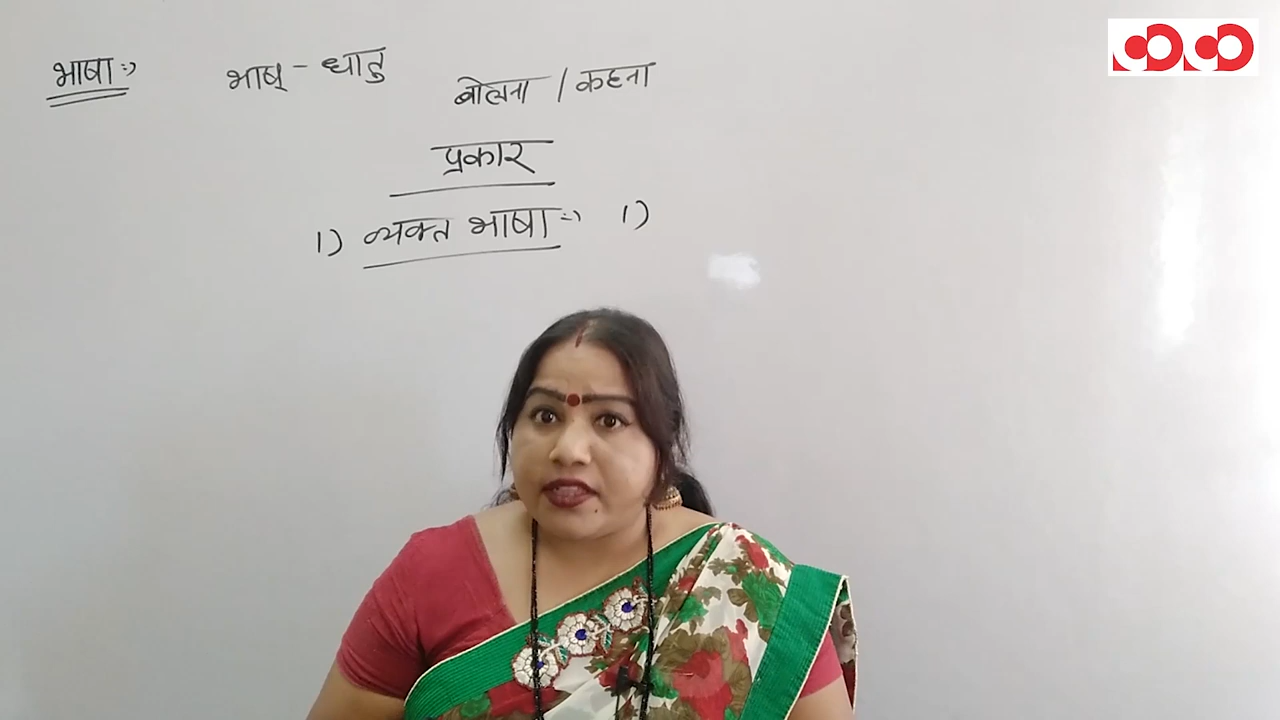 भाषा :-> भाष् - धातु बोलना / कहना
प्रकार
1) व्यक्त भाषा :-> 1)